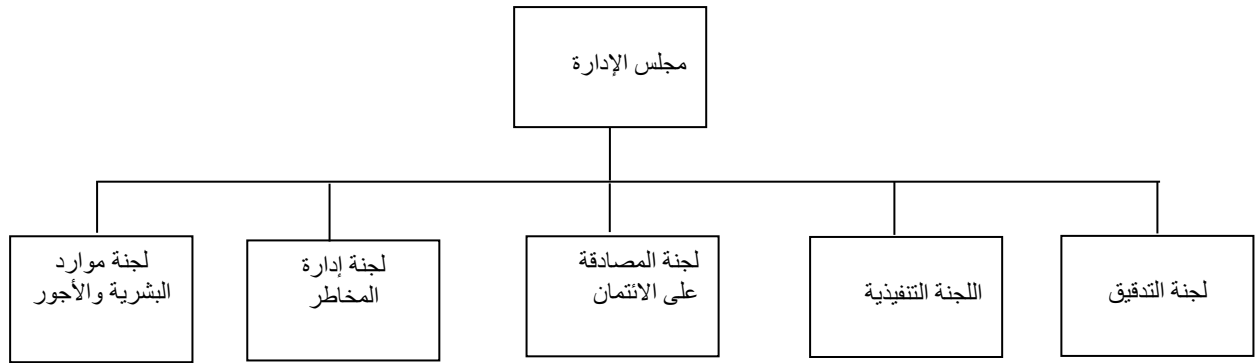 مجلس الإدارة
لجنة التدقيق
اللجنة التنفيذية
لجنة المصادقة
على الائتمان
لجنة إدارة
المخاطر
لجنة موارد
البشرية والأجور